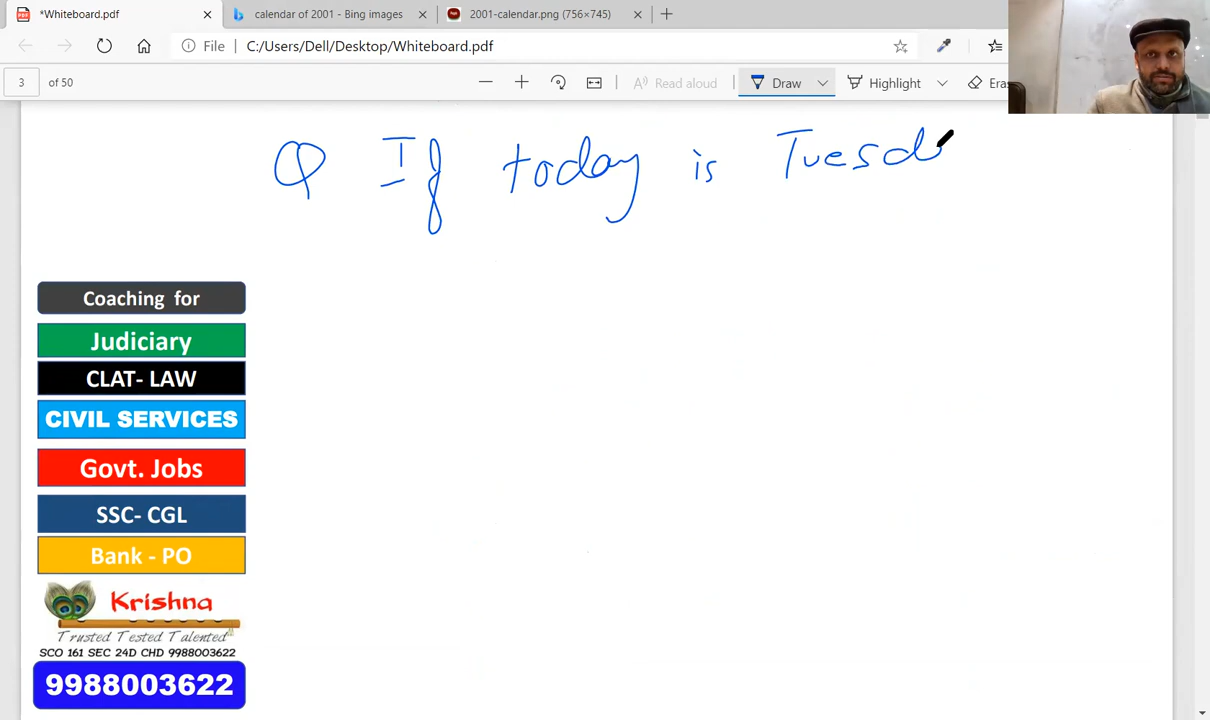 *Whiteboard.pdf
calendar of 2001 - Bing images
2001-calendar.png (756×745)
File C:/Users/Dell/Desktop/Whiteboard.pdf
3 of 50 Read aloud Draw Highlight Eras
Q If today is Tuesd
Coaching for
Judiciary
CLAT- LAW
CIVIL SERVICES
Govt. Jobs
SSC- CGL
Bank - PO
Krishna
Trusted Tested Talented
SCO 161 SEC 24D CHD 9988003622
9988003622